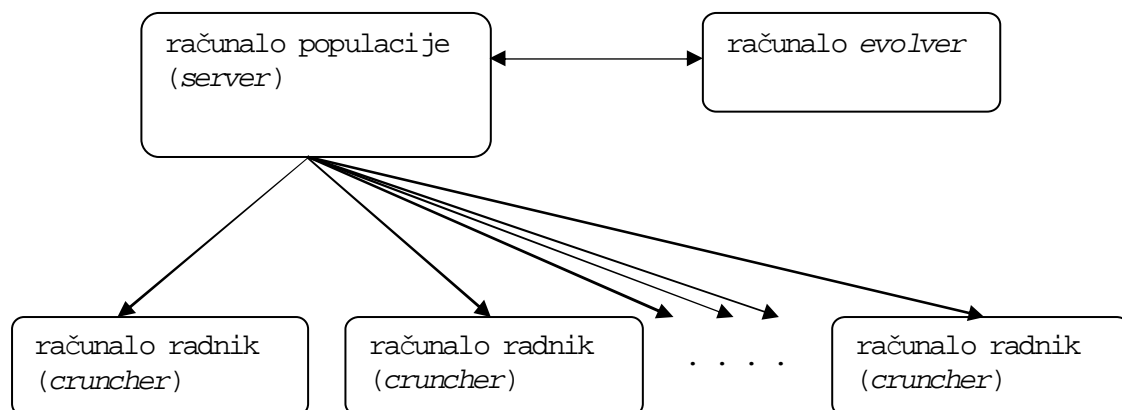 računalo populacije
(server)
računalo evolver
računalo radnik
(cruncher)
računalo radnik
(cruncher)
. . . .
računalo radnik
(cruncher)